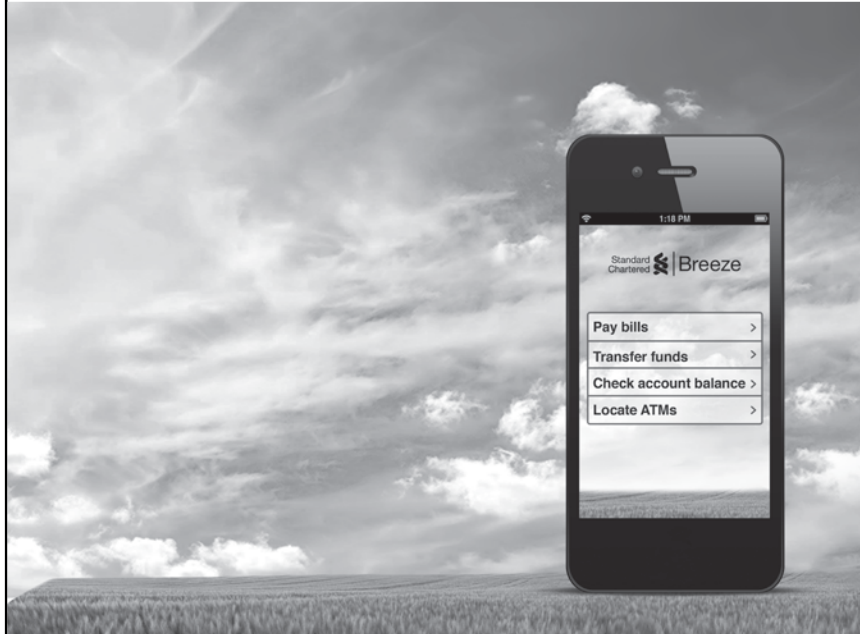 1:18 PM
Standard
Chartered
Breeze
Pay bills
Transfer funds
Check account balance
Locate ATMs